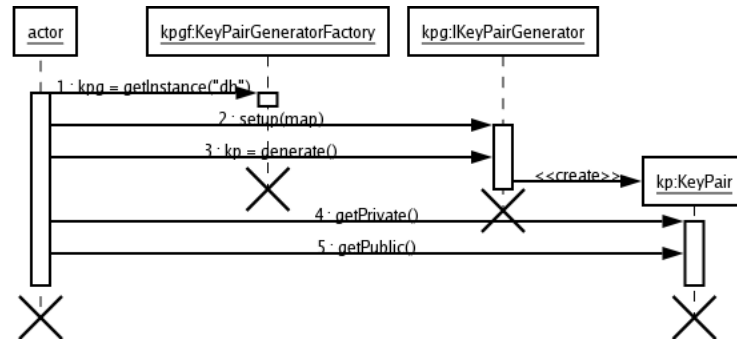 actor
kpgf:KeyPairGeneratorFactory
kpg:IKeyPairGenerator
1 : kpg = getInstance("dh")
2 : setup(map)
3 : kp = generate()
<<create>>
kp:KeyPair
4 : getPrivate()
5 : getPublic()